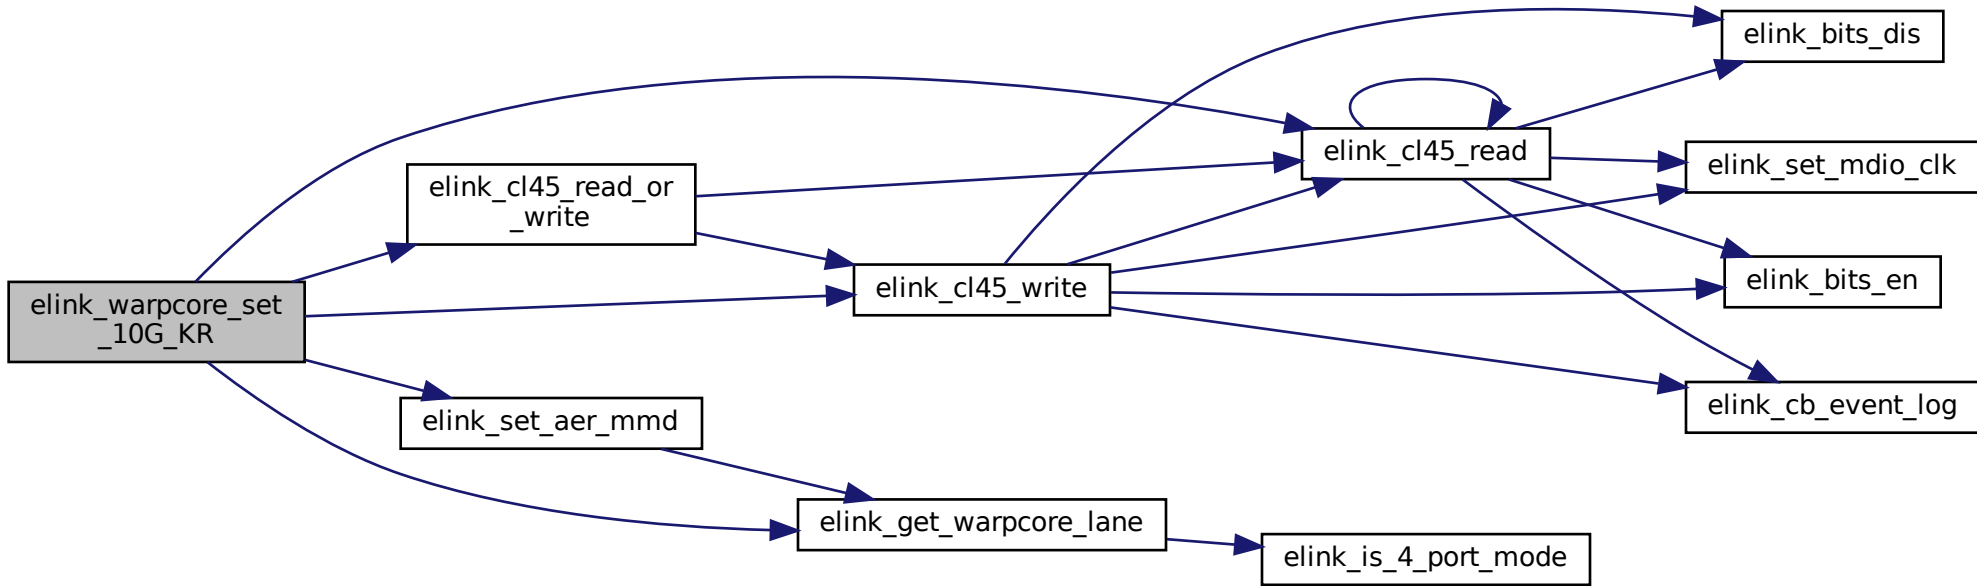 elink_warpcore_set
_10G_KR
elink_cl45_read_or
_write
elink_set_aer_mmd
elink_cl45_write
elink_get_warpcore_lane
elink_cl45_read
elink_is_4_port_mode
elink_bits_dis
elink_set_mdio_clk
elink_bits_en
elink_cb_event_log